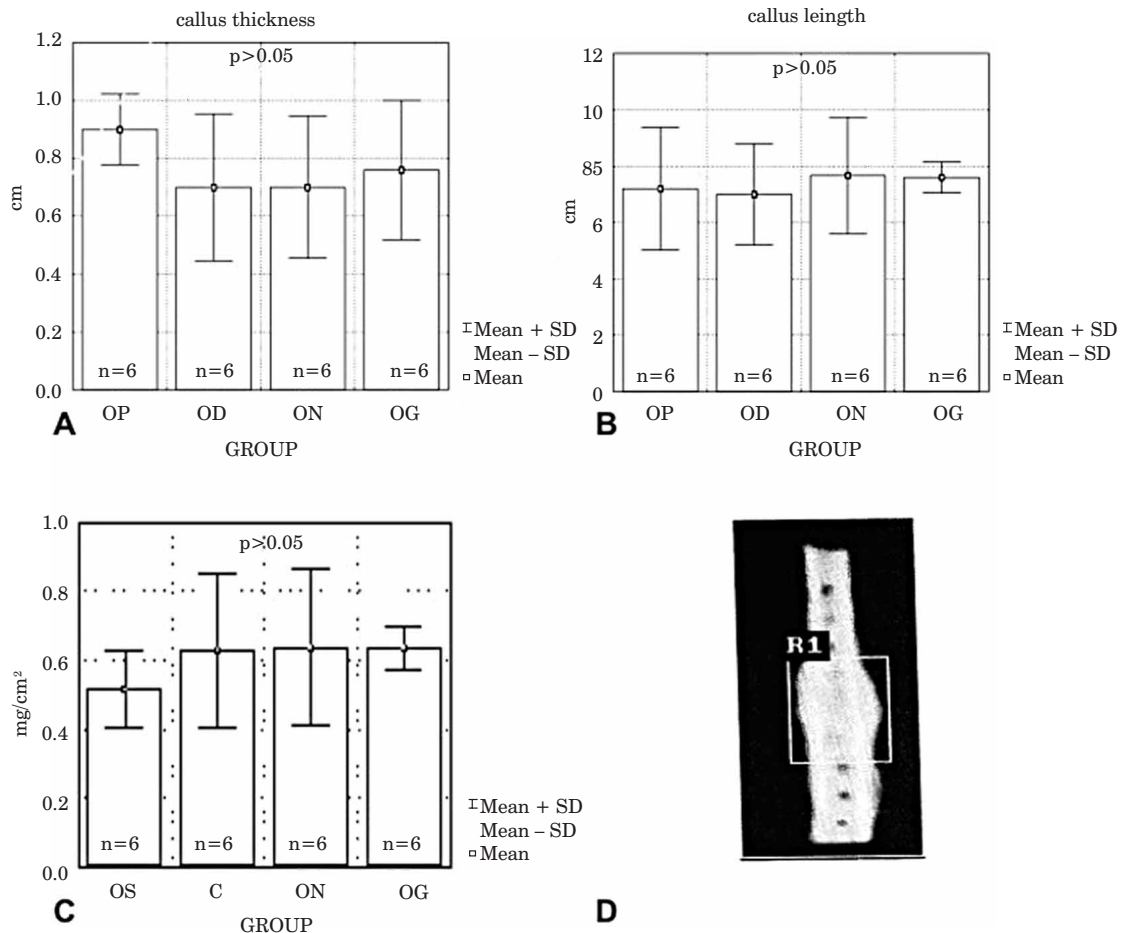 callus thickness
1.2
1.0
0.8
0.6
0.4
0.2
0.0
cm
p>0.05
n=6 n=6 n=6 n=6
OP OD ON OG
GROUP
A
Mean + SD
Mean – SD
Mean
callus leingth
12
10
85
6
4
2
0
cm
p>0.05
n=6 n=6 n=6 n=6
OP OD ON OG
GROUP
B
Mean + SD
Mean – SD
Mean
1.0
0.8
0.6
0.4
0.2
0.0
mg/cm²
p>0.05
n=6 n=6 n=6 n=6
OS C ON OG
GROUP
C
Mean + SD
Mean – SD
Mean
R1
D